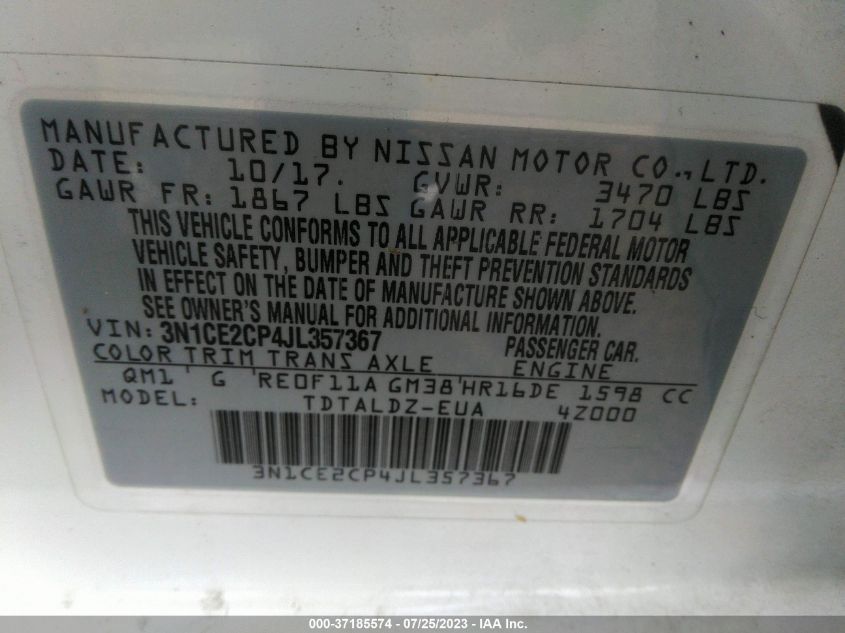 MANUFACTURED BY NISSAN MOTOR CO., LTD.
DATE: 10/17. GVWR: 3470 LBS
GAWR FR: 1867 LBS GAWR RR: 1704 LBS
THIS VEHICLE CONFORMS TO ALL APPLICABLE FEDERAL MOTOR
VEHICLE SAFETY, BUMPER AND THEFT PREVENTION STANDARDS
IN EFFECT ON THE DATE OF MANUFACTURE SHOWN ABOVE.
SEE OWNER'S MANUAL FOR ADDITIONAL INFORMATION.
VIN: 3N1CE2CP4JL357367 PASSENGER CAR.
COLOR TRIM TRANS AXLE ENGINE
QM1 G RE0F11A GM38 HR16DE 1598 CC
MODEL: TDTALDZ-EUA 4Z000
3N1CE2CP4JL357367
000-37185574 - 07/25/2023 - IAA Inc.